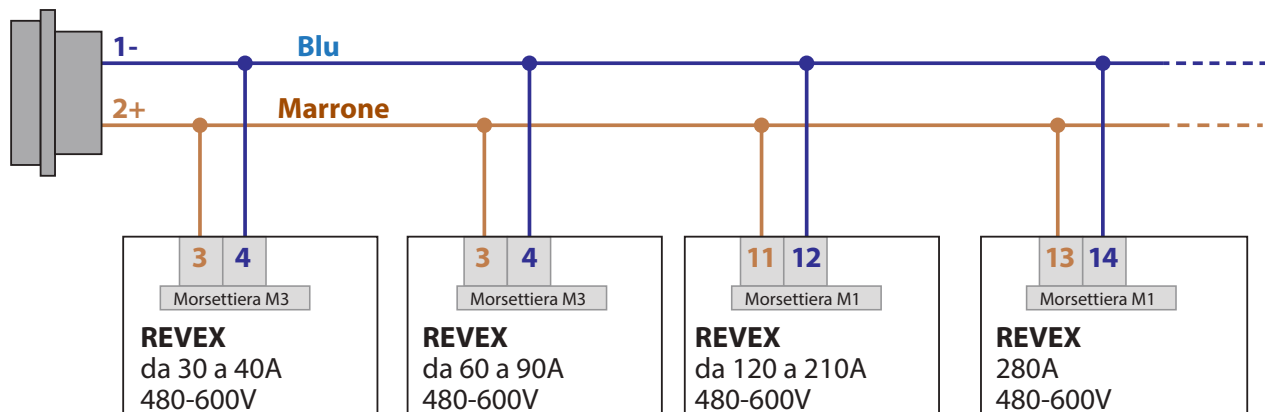 1- Blu
2+ Marrone
3 4 3 4 11 12 13 14
Morsettiera M3 Morsettiera M3 Morsettiera M1 Morsettiera M1
REVEX REVEX REVEX REVEX
da 30 a 40A da 60 a 90A da 120 a 210A 280A
480-600V 480-600V 480-600V 480-600V